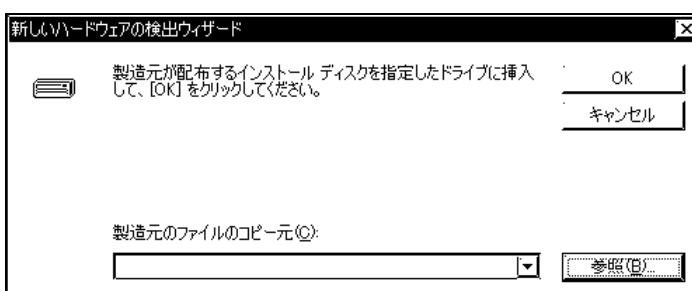 新しいハードウェアの検出ウィザード
製造元が配布するインストール ディスクを指定したドライブに挿入
して、[OK] をクリックしてください。
OK
キャンセル
製造元のファイルのコピー元(C):
参照(B)...